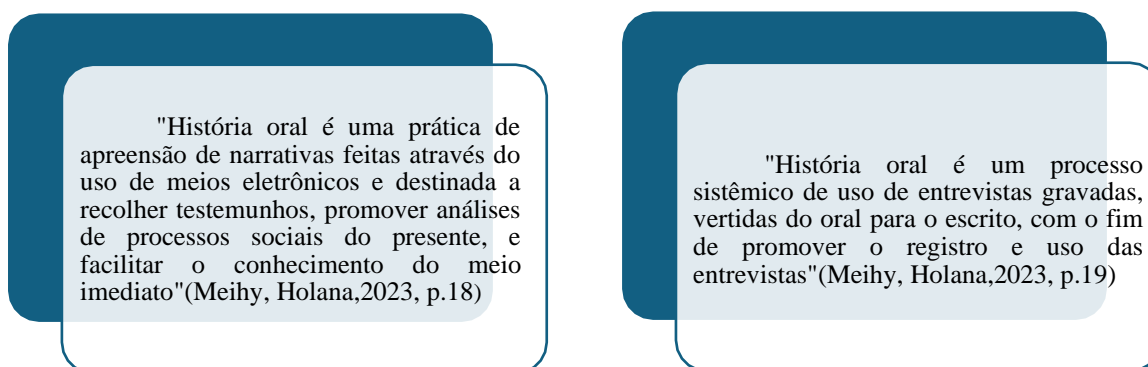 "História oral é uma prática de
apreensão de narrativas feitas através do
uso de meios eletrônicos e destinada a
recolher testemunhos, promover análises
de processos sociais do presente, e
facilitar o conhecimento do meio
imediato"(Meihy, Holana,2023, p.18)
"História oral é um processo
sistêmico de uso de entrevistas gravadas,
vertidas do oral para o escrito, com o fim
de promover o registro e uso das
entrevistas"(Meihy, Holana,2023, p.19)